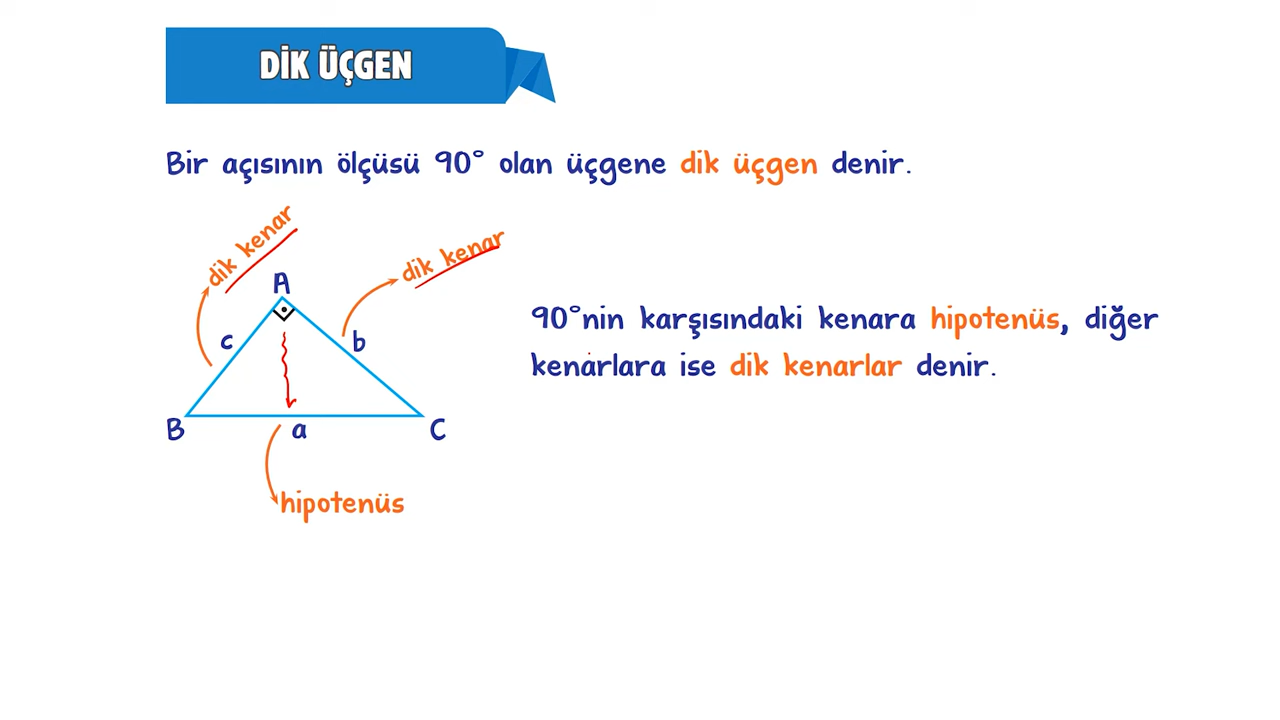 DİK ÜÇGEN
Bir açısının ölçüsü 90° olan üçgene dik üçgen denir.
dik kenar
dik kenar
A
c
b
90°nin karşısındaki kenara hipotenüs, diğer
kenarlara ise dik kenarlar denir.
B
a
C
hipotenüs